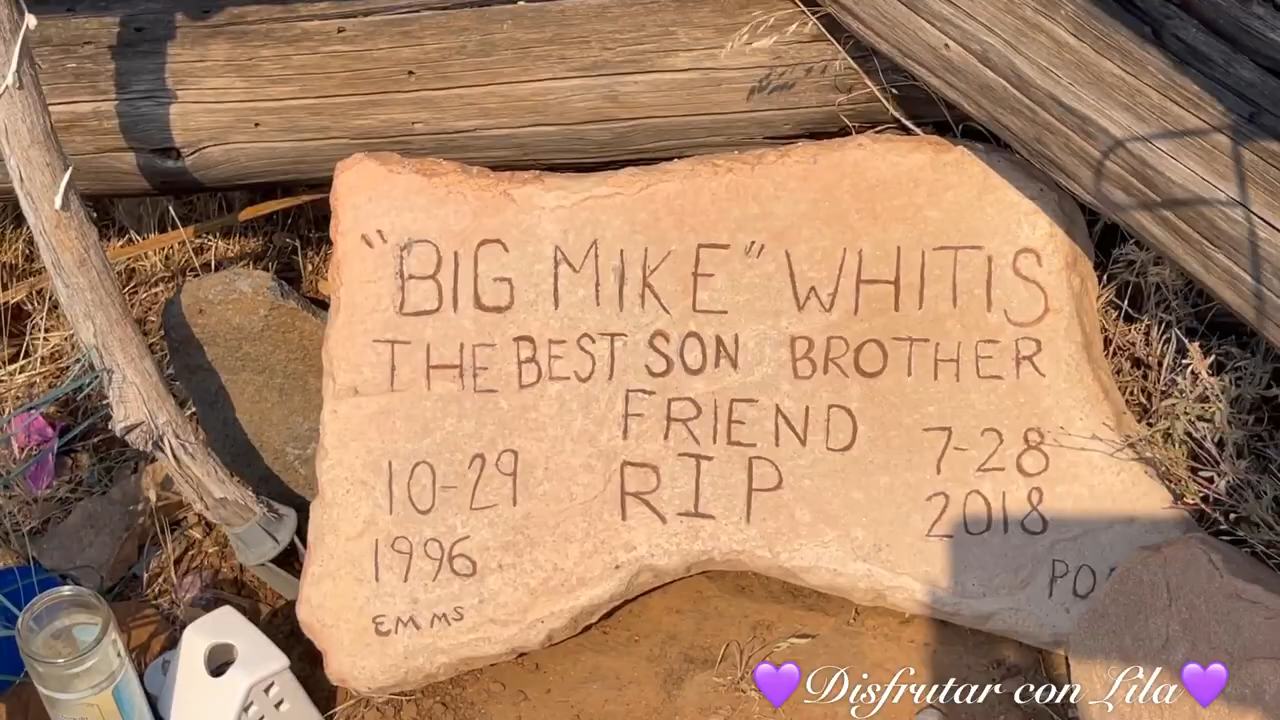 "BIG MIKE" WHITIS
THE BEST SON BROTHER
FRIEND
10-29
1996
RIP
7-28
2018
EMMS
💜Disfrutar con Lila💜